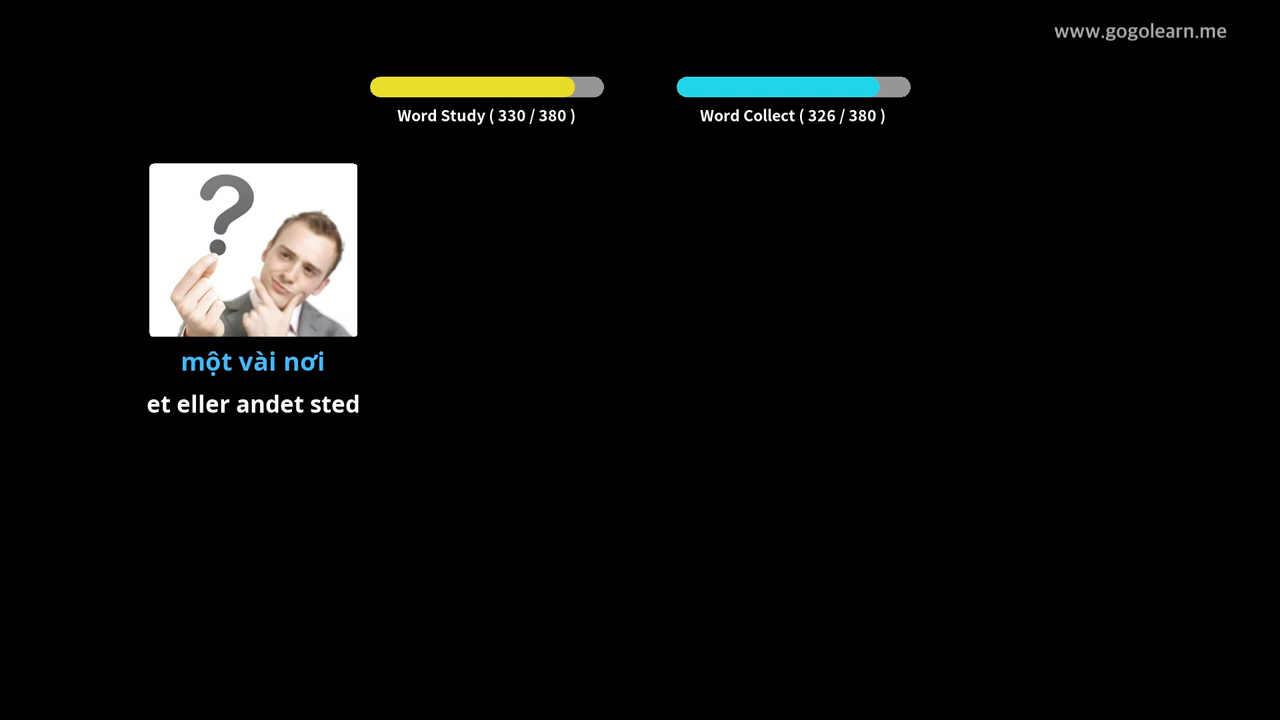 www.gogolearn.me
Word Study ( 330 / 380 )
Word Collect ( 326 / 380 )
?
một vài nơi
et eller andet sted